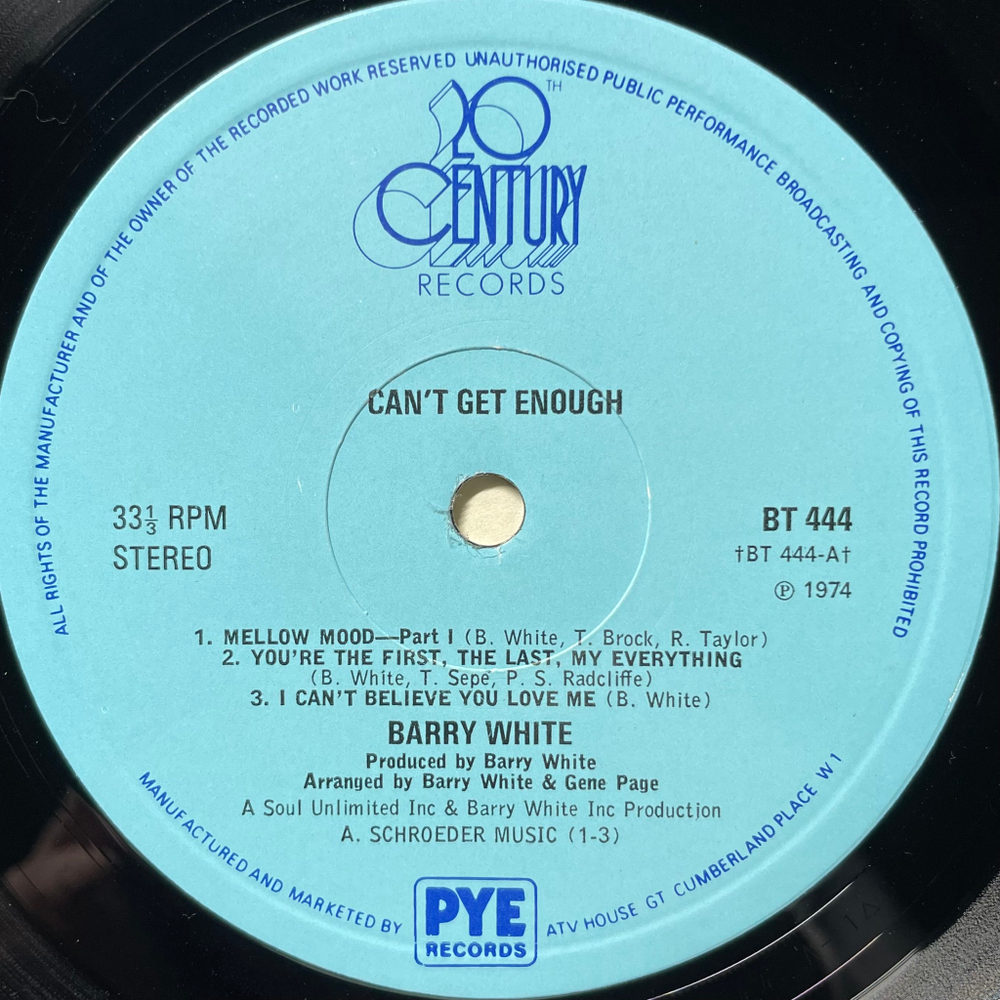 ALL RIGHTS OF THE MANUFACTURER AND OF THE OWNER OF THE RECORDED WORK RESERVED UNAUTHORISED PUBLIC PERFORMANCE BROADCASTING AND COPYING OF THIS RECORD PROHIBITED
20TH
CENTURY
RECORDS
CAN'T GET ENOUGH
33⅓ RPM
STEREO
BT 444
†BT 444-A†
℗ 1974
1. MELLOW MOOD—Part I (B. White, T. Brock, R. Taylor)
2. YOU'RE THE FIRST, THE LAST, MY EVERYTHING
(B. White, T. Sepe, P. S. Radcliffe)
3. I CAN'T BELIEVE YOU LOVE ME (B. White)
BARRY WHITE
Produced by Barry White
Arranged by Barry White & Gene Page
A Soul Unlimited Inc & Barry White Inc Production
A. SCHROEDER MUSIC (1-3)
MANUFACTURED AND MARKETED BY
PYE
RECORDS
ATV HOUSE GT CUMBERLAND PLACE W1